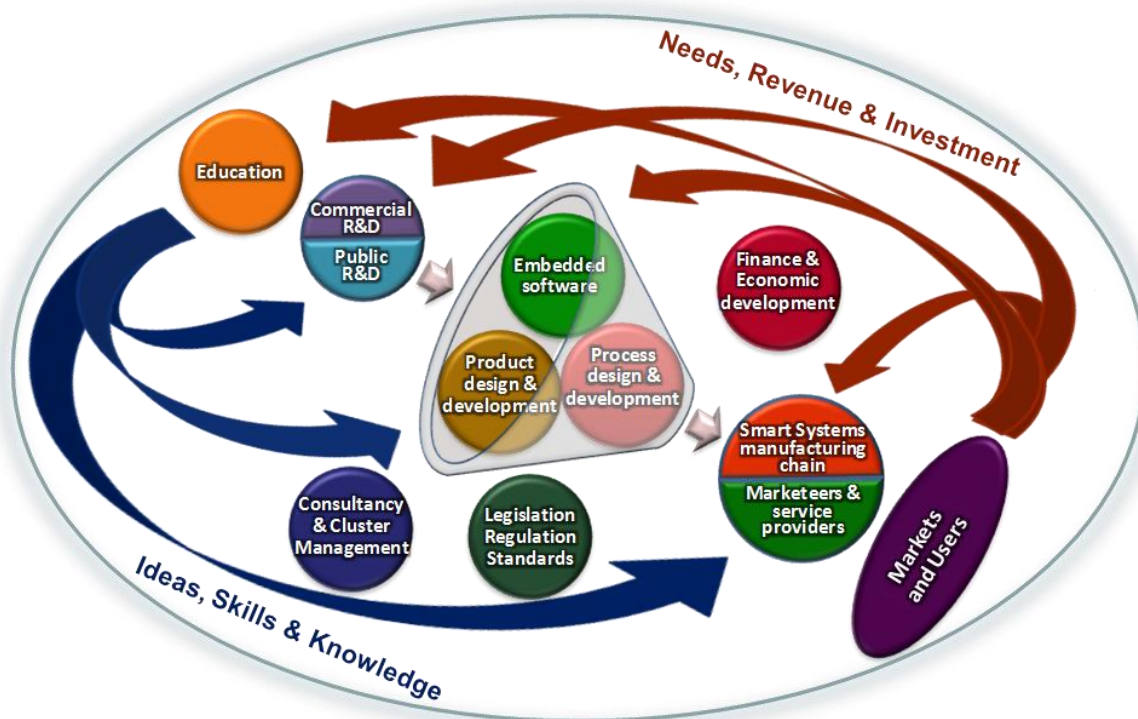 Needs, Revenue & Investment
Education
Commercial
R&D
Public
R&D
Embedded
software
Finance &
Economic
development
Product
design &
development
Process
design &
development
Smart Systems
manufacturing
chain
Marketeers &
service
providers
Consultancy
& Cluster
Management
Legislation
Regulation
Standards
Markets
and Users
Ideas, Skills & Knowledge